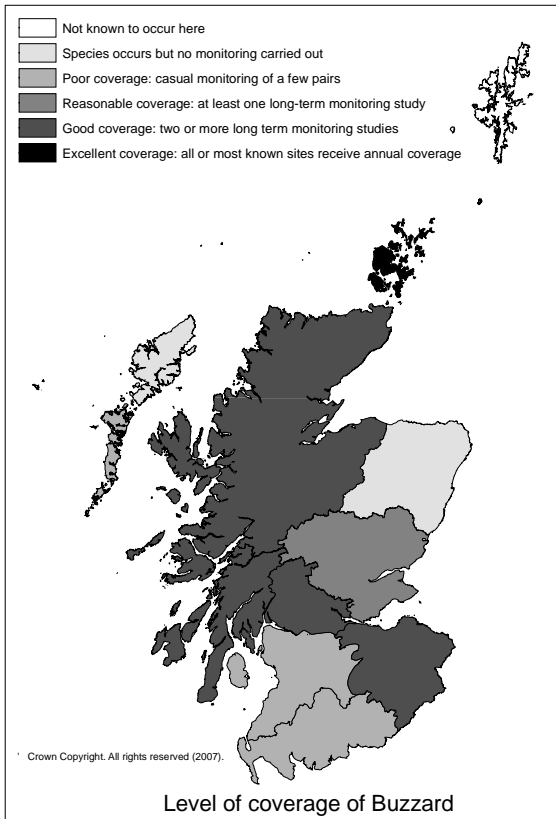 Not known to occur here
Species occurs but no monitoring carried out
Poor coverage: casual monitoring of a few pairs
Reasonable coverage: at least one long-term monitoring study
Good coverage: two or more long term monitoring studies
Excellent coverage: all or most known sites receive annual coverage
' Crown Copyright. All rights reserved (2007).
Level of coverage of Buzzard